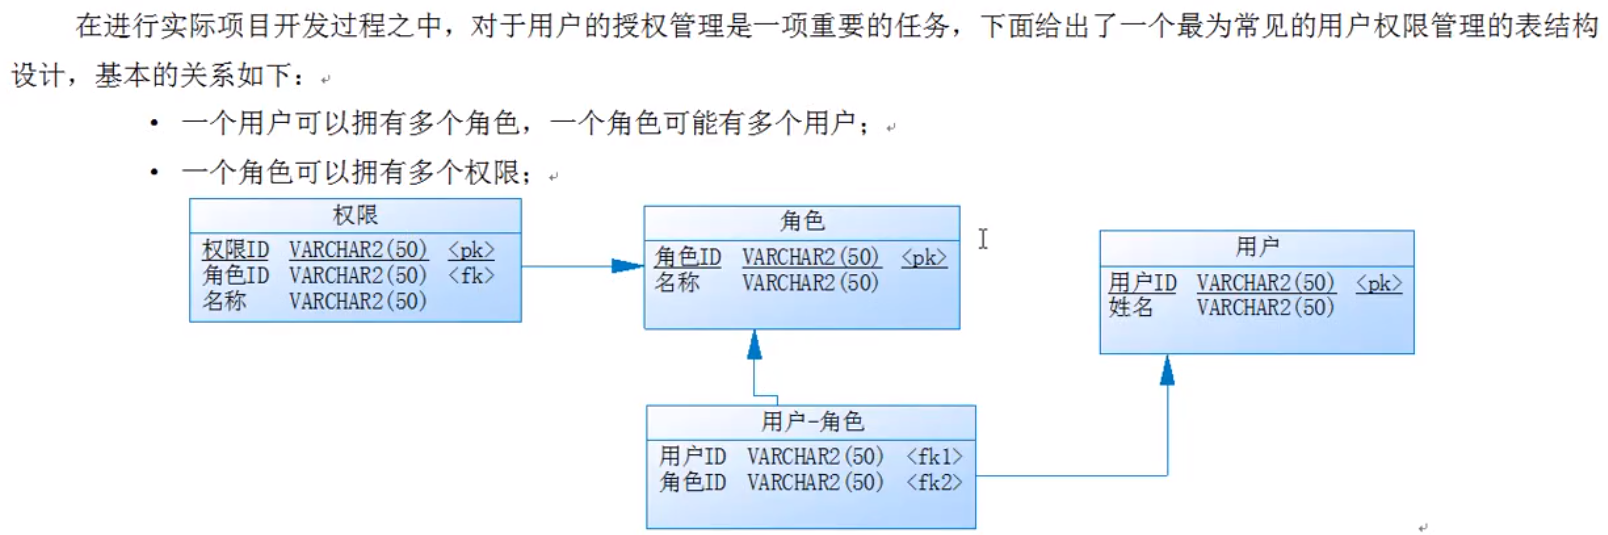 在进行实际项目开发过程之中，对于用户的授权管理是一项重要的任务，下面给出了一个最为常见的用户权限管理的表结构
设计，基本的关系如下：
• 一个用户可以拥有多个角色，一个角色可能有多个用户；
• 一个角色可以拥有多个权限；
权限
权限ID VARCHAR2(50) <pk>
角色ID VARCHAR2(50) <fk>
名称 VARCHAR2(50)
角色
角色ID VARCHAR2(50) <pk>
名称 VARCHAR2(50)
用户
用户ID VARCHAR2(50) <pk>
姓名 VARCHAR2(50)
用户-角色
用户ID VARCHAR2(50) <fk1>
角色ID VARCHAR2(50) <fk2>